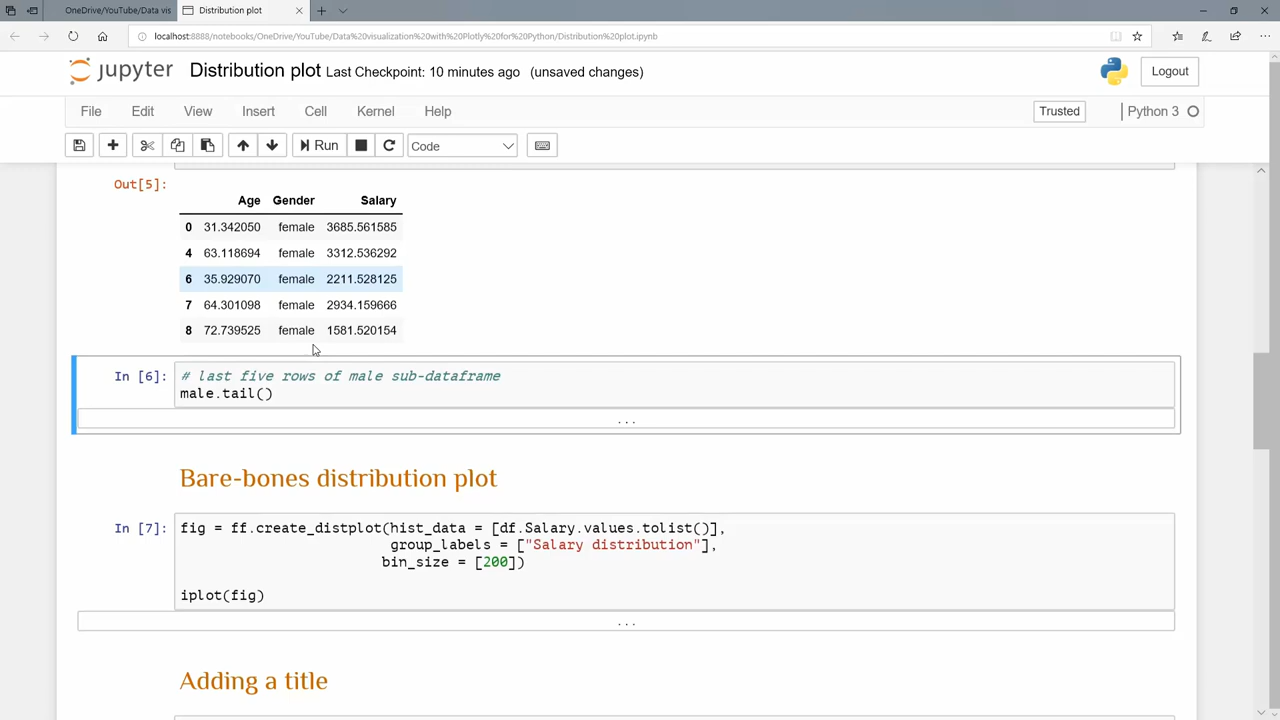 OneDrive/YouTube/Data vis
Distribution plot
localhost:8888/notebooks/OneDrive/YouTube/Data%20visualization%20with%20Plotly%20for%20Python/Distribution%20plot.ipynb
jupyter Distribution plot Last Checkpoint: 10 minutes ago (unsaved changes) Logout
File Edit View Insert Cell Kernel Help Trusted Python 3
Run Code
Out[5]:
Age Gender Salary
0 31.342050 female 3685.561585
4 63.118694 female 3312.536292
6 35.929070 female 2211.528125
7 64.301098 female 2934.159666
8 72.739525 female 1581.520154
In [6]: # last five rows of male sub-dataframe
male.tail()
...
Bare-bones distribution plot
In [7]: fig = ff.create_distplot(hist_data = [df.Salary.values.tolist()],
group_labels = ["Salary distribution"],
bin_size = [200])
iplot(fig)
...
Adding a title